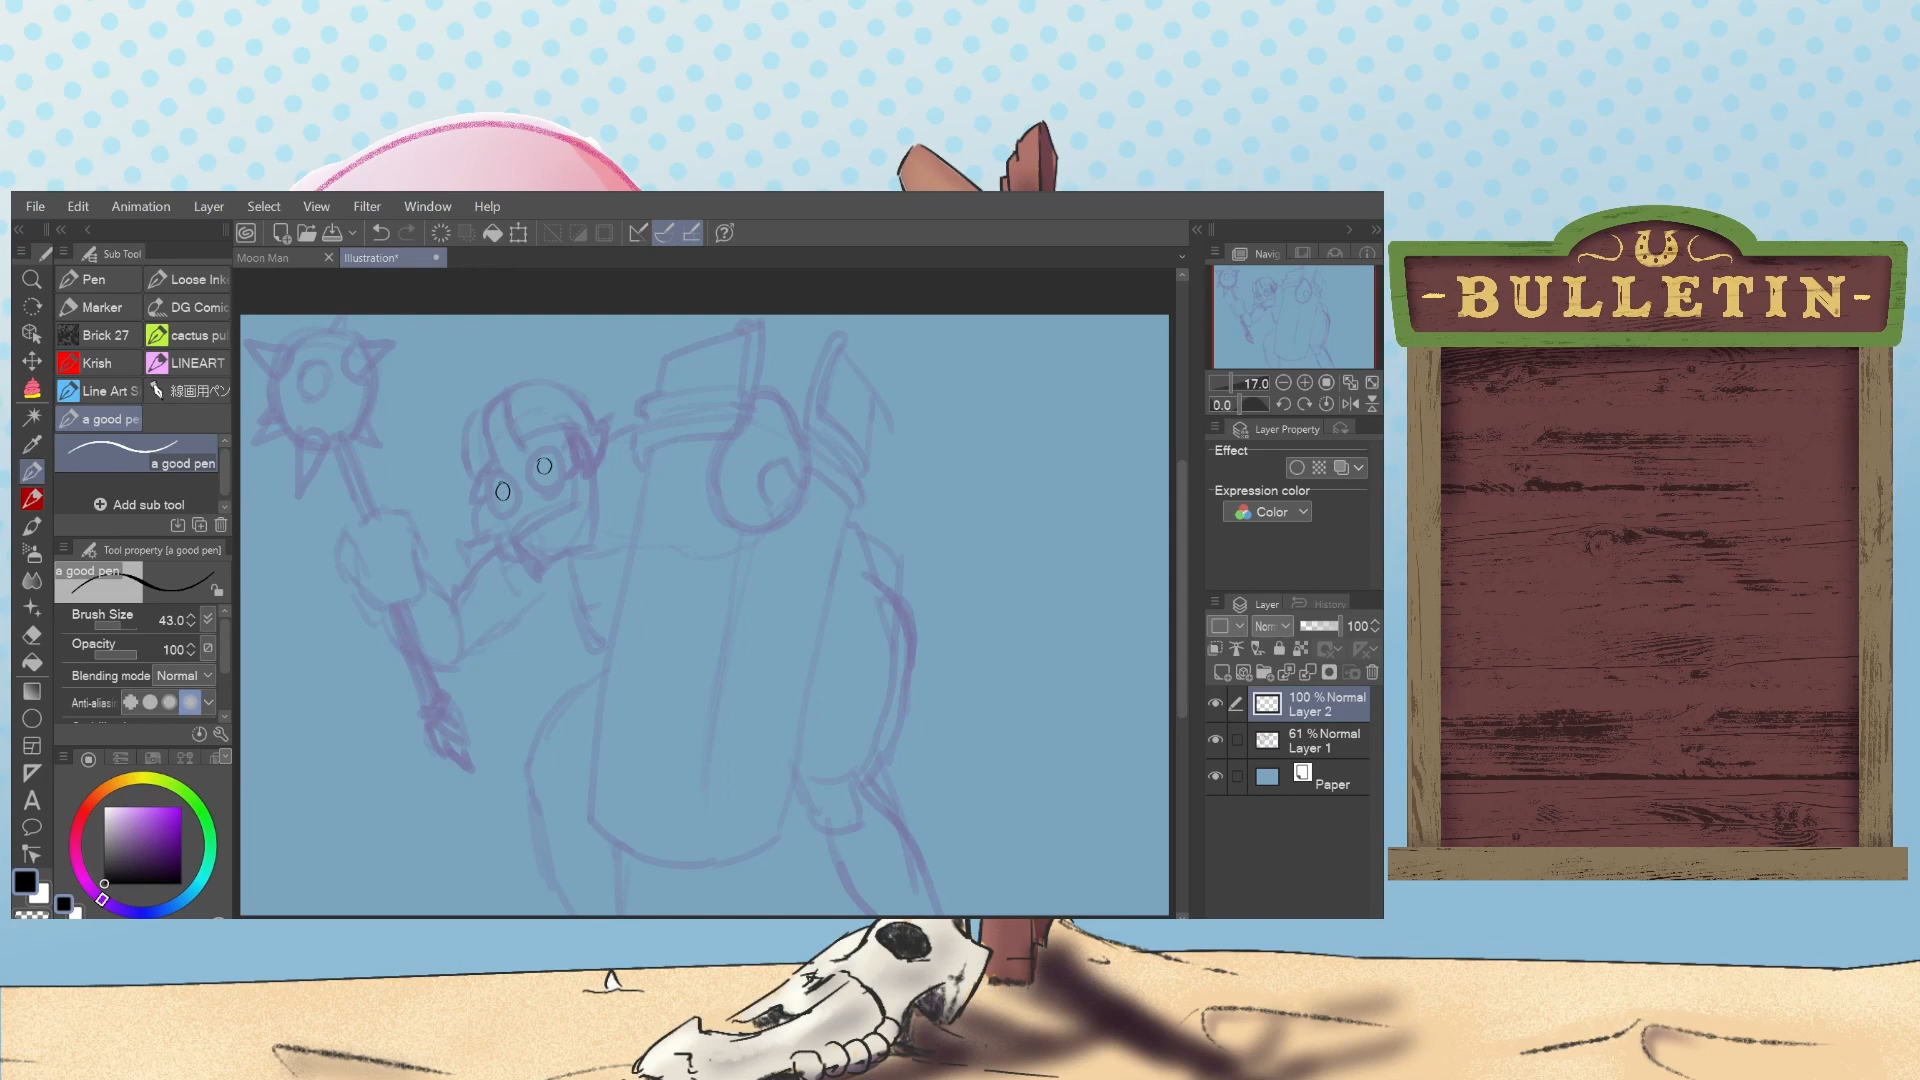 File Edit Animation Layer Select View Filter Window Help
Moon Man
Illustration*
Sub Tool
Pen
Loose Ink
Marker
DG Comic
Brick 27
cactus pu
Krish
LINEART
Line Art S
線画用ペン
a good pe
a good pen
Add sub tool
Tool property [a good pen]
a good pen
Brush Size 43.0
Opacity 100
Blending mode Normal
Anti-aliasin
Navig
17.0
0.0
Layer Property
Effect
Expression color
Color
Layer
History
Norm
100
100 % Normal
Layer 2
61 % Normal
Layer 1
Paper
-BULLETIN-